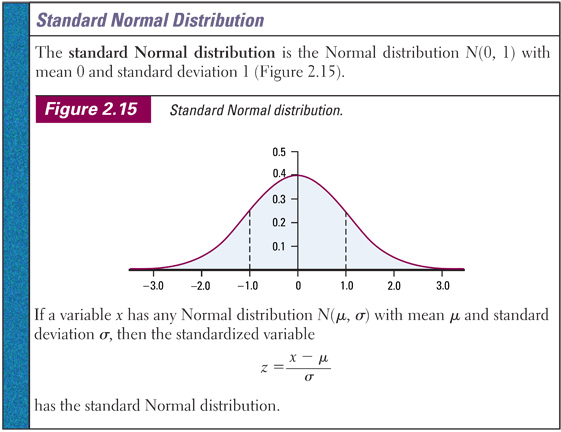 Standard Normal Distribution
The standard Normal distribution is the Normal distribution N(0, 1) with
mean 0 and standard deviation 1 (Figure 2.15).
Figure 2.15 Standard Normal distribution.
0.5
0.4
0.3
0.2
0.1
–3.0 –2.0 –1.0 0 1.0 2.0 3.0
If a variable x has any Normal distribution N(μ, σ) with mean μ and standard
deviation σ, then the standardized variable
z = (x − μ) / σ
has the standard Normal distribution.